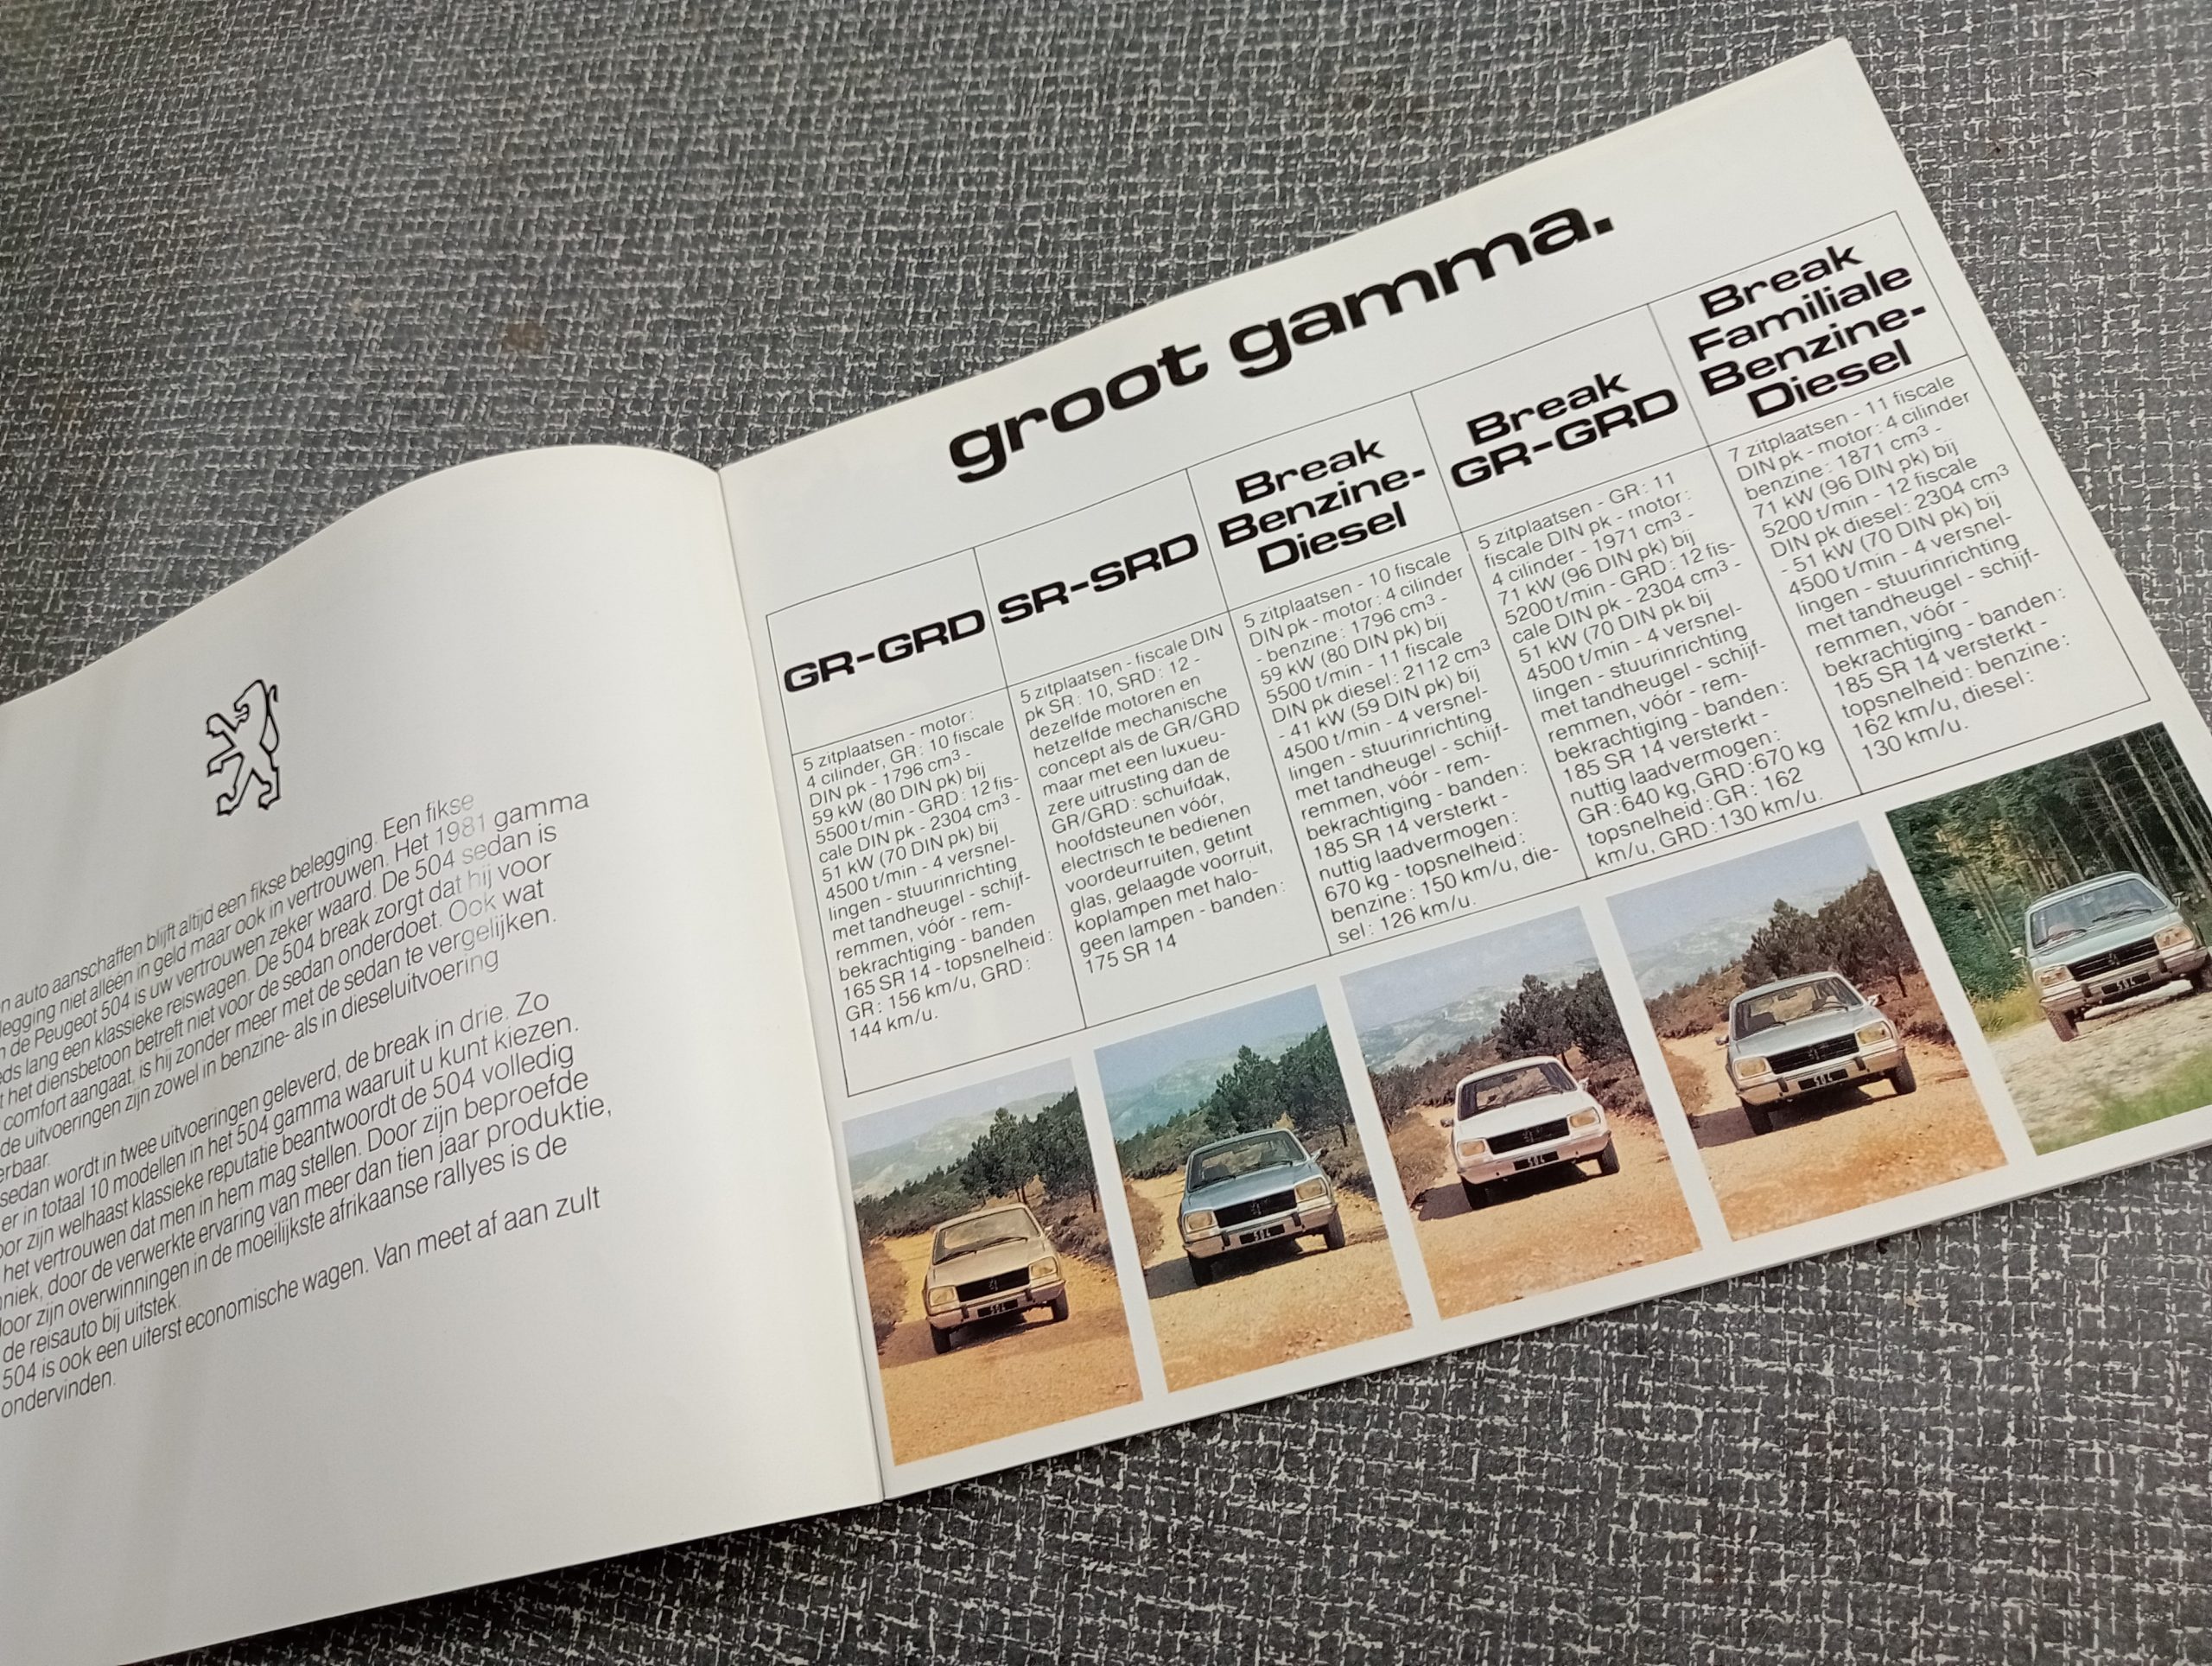 auto aanschaffen blijft altijd een fikse belegging. Een fikse
niet alléén in geld maar ook in vertrouwen. Het 1981 gamma
de Peugeot 504 is uw vertrouwen zeker waard. De 504 sedan is
lang een klassieke reiswagen. De 504 break zorgt dat hij voor
het diensbetoon betreft niet voor de sedan onderdoet. Ook wat
comfort aangaat, is hij zonder meer met de sedan te vergelijken.
de uitvoeringen zijn zowel in benzine- als in dieseluitvoering
sedan wordt in twee uitvoeringen geleverd, de break in drie. Zo
er in totaal 10 modellen in het 504 gamma waaruit u kunt kiezen.
zijn welhaast klassieke reputatie beantwoordt de 504 volledig
het vertrouwen dat men in hem mag stellen. Door zijn beproefde
door de verwerkte ervaring van meer dan tien jaar produktie,
zijn overwinningen in de moeilijkste afrikaanse rallyes is de
de reisauto bij uitstek.
504 is ook een uiterst economische wagen. Van meet af aan zult
ondervinden.
groot gamma.
GR-GRD
5 zitplaatsen - motor:
4 cilinder, GR: 10 fiscale
DIN pk - 1796 cm³ -
59 kW (80 DIN pk) bij
5500 t/min - GRD: 12 fis-
cale DIN pk - 2304 cm³ -
51 kW (70 DIN pk) bij
4500 t/min - 4 versnel-
lingen - stuurinrichting
met tandheugel - schijf-
remmen, vóór - rem-
bekrachtiging - banden
165 SR 14 - topsnelheid:
GR: 156 km/u, GRD:
144 km/u.
SR-SRD
5 zitplaatsen - fiscale DIN
pk SR: 10, SRD: 12 -
dezelfde motoren en
hetzelfde mechanische
concept als de GR/GRD
maar met een luxueu-
zere uitrusting dan de
GR/GRD: schuifdak,
hoofdsteunen vóór,
electrisch te bedienen
voordeurruiten, getint
glas, gelaagde voorruit,
koplampen met halo-
geen lampen - banden:
175 SR 14
Break
Benzine-
Diesel
5 zitplaatsen - 10 fiscale
DIN pk - motor: 4 cilinder
- benzine: 1796 cm³ -
59 kW (80 DIN pk) bij
5500 t/min - 11 fiscale
DIN pk diesel: 2112 cm³
- 41 kW (59 DIN pk) bij
4500 t/min - 4 versnel-
lingen - stuurinrichting
met tandheugel - schijf-
remmen, vóór - rem-
bekrachtiging - banden:
185 SR 14 versterkt -
nuttig laadvermogen:
670 kg - topsnelheid:
benzine: 150 km/u, die-
sel: 126 km/u.
Break
GR-GRD
5 zitplaatsen - GR: 11
fiscale DIN pk - motor:
4 cilinder - 1971 cm³ -
71 kW (96 DIN pk) bij
5200 t/min - GRD: 12 fis-
cale DIN pk - 2304 cm³ -
51 kW (70 DIN pk bij
4500 t/min - 4 versnel-
lingen - stuurinrichting
met tandheugel - schijf-
remmen, vóór - rem-
bekrachtiging - banden:
185 SR 14 versterkt -
nuttig laadvermogen:
GR: 640 kg, GRD: 670 kg
topsnelheid: GR: 162
km/u, GRD: 130 km/u.
Break
Familiale
Benzine-
Diesel
7 zitplaatsen - 11 fiscale
DIN pk - motor: 4 cilinder
benzine: 1871 cm³ -
71 kW (96 DIN pk) bij
5200 t/min - 12 fiscale
DIN pk diesel: 2304 cm³
- 51 kW (70 DIN pk) bij
4500 t/min - 4 versnel-
lingen - stuurinrichting
met tandheugel - schijf-
remmen, vóór -
bekrachtiging - banden:
185 SR 14 versterkt -
topsnelheid: benzine:
162 km/u, diesel:
130 km/u.
504
504
504
504
504